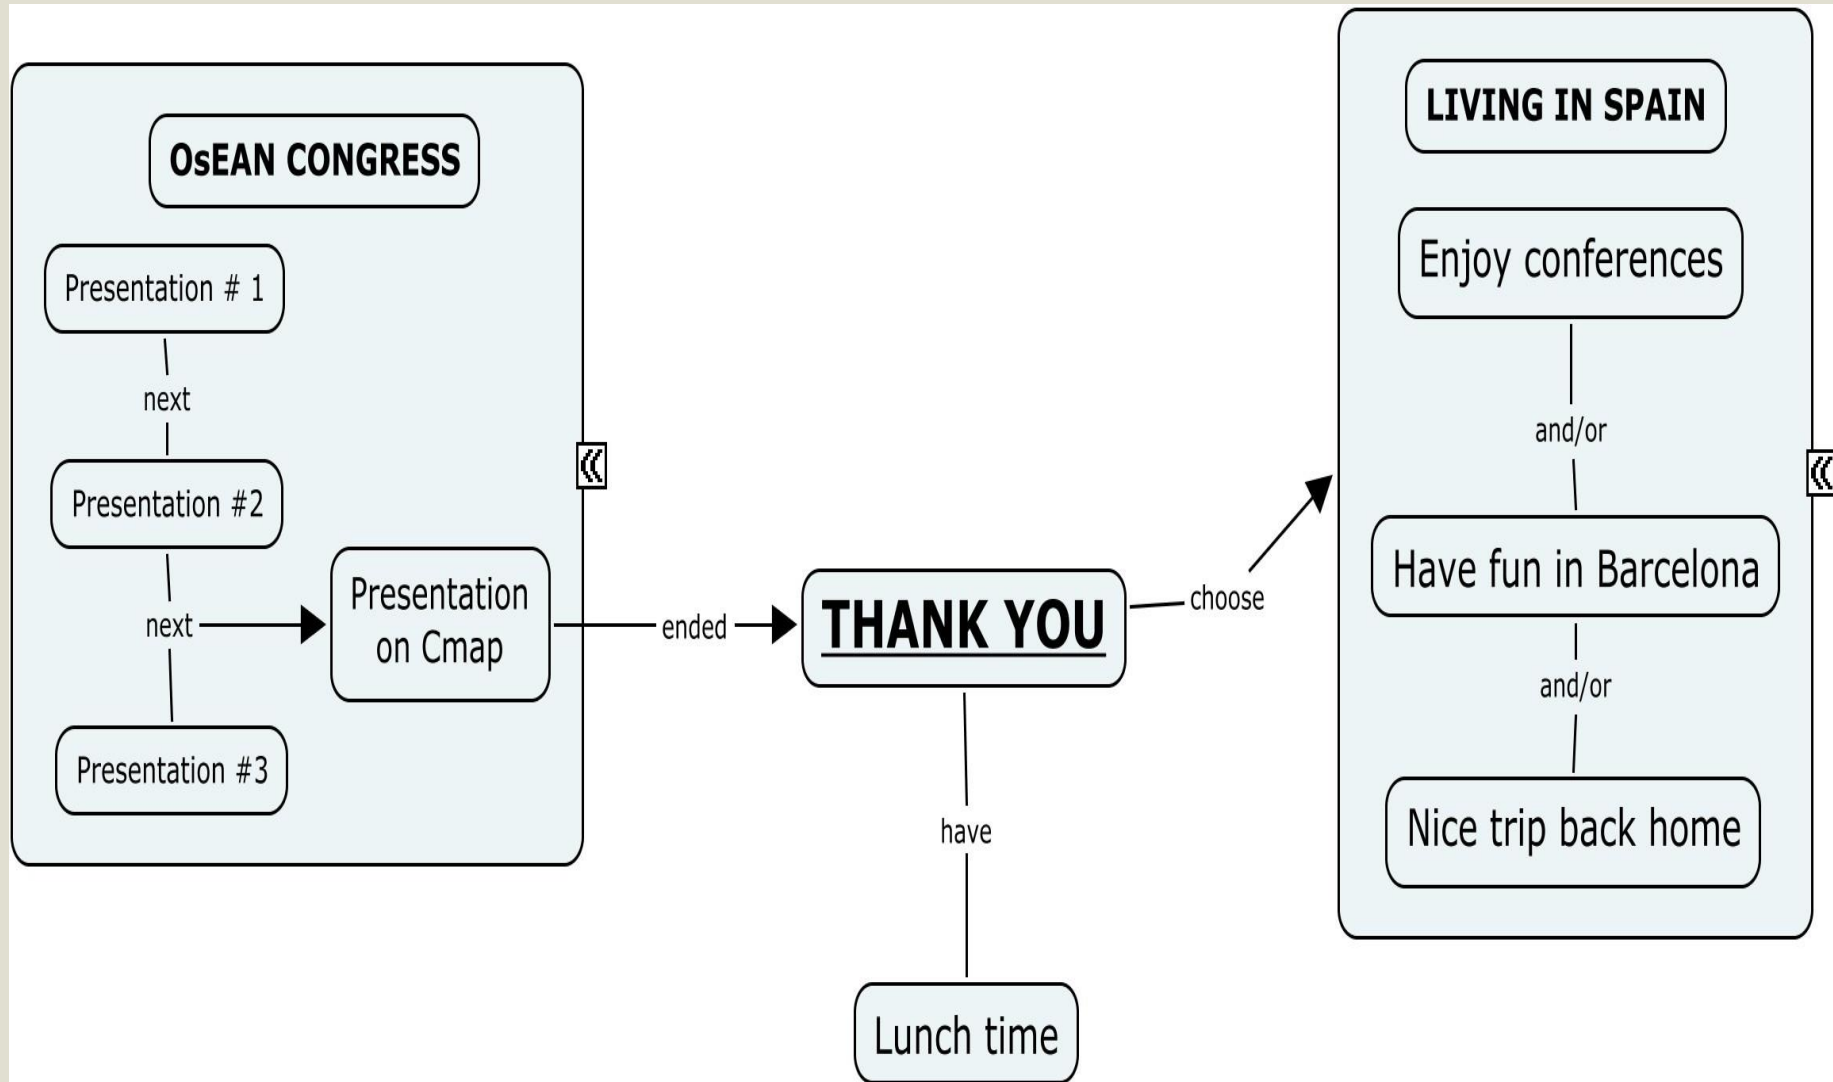 OsEAN CONGRESS
Presentation # 1
next
Presentation #2
next
Presentation
on Cmap
Presentation #3
ended
THANK YOU
choose
have
Lunch time
LIVING IN SPAIN
Enjoy conferences
and/or
Have fun in Barcelona
and/or
Nice trip back home